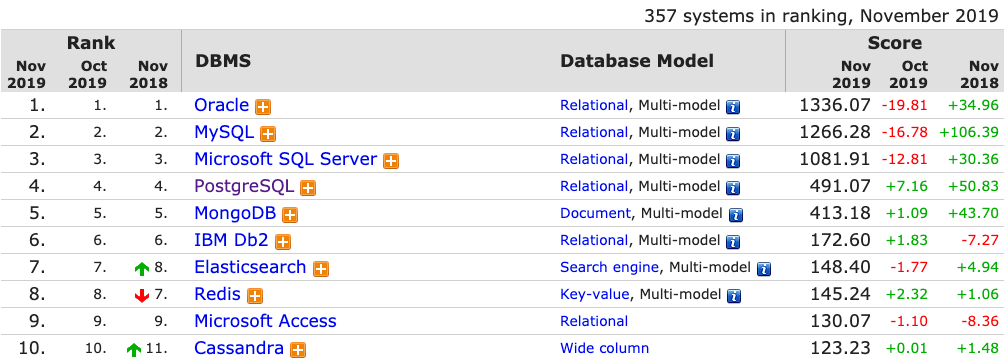 357 systems in ranking, November 2019
Rank DBMS Database Model Score
Nov 2019 Oct 2019 Nov 2018 Nov 2019 Oct 2019 Nov 2018
1. 1. 1. Oracle Relational, Multi-model 1336.07 -19.81 +34.96
2. 2. 2. MySQL Relational, Multi-model 1266.28 -16.78 +106.39
3. 3. 3. Microsoft SQL Server Relational, Multi-model 1081.91 -12.81 +30.36
4. 4. 4. PostgreSQL Relational, Multi-model 491.07 +7.16 +50.83
5. 5. 5. MongoDB Document, Multi-model 413.18 +1.09 +43.70
6. 6. 6. IBM Db2 Relational, Multi-model 172.60 +1.83 -7.27
7. 7. 8. Elasticsearch Search engine, Multi-model 148.40 -1.77 +4.94
8. 8. 7. Redis Key-value, Multi-model 145.24 +2.32 +1.06
9. 9. 9. Microsoft Access Relational 130.07 -1.10 -8.36
10. 10. 11. Cassandra Wide column 123.23 +0.01 +1.48